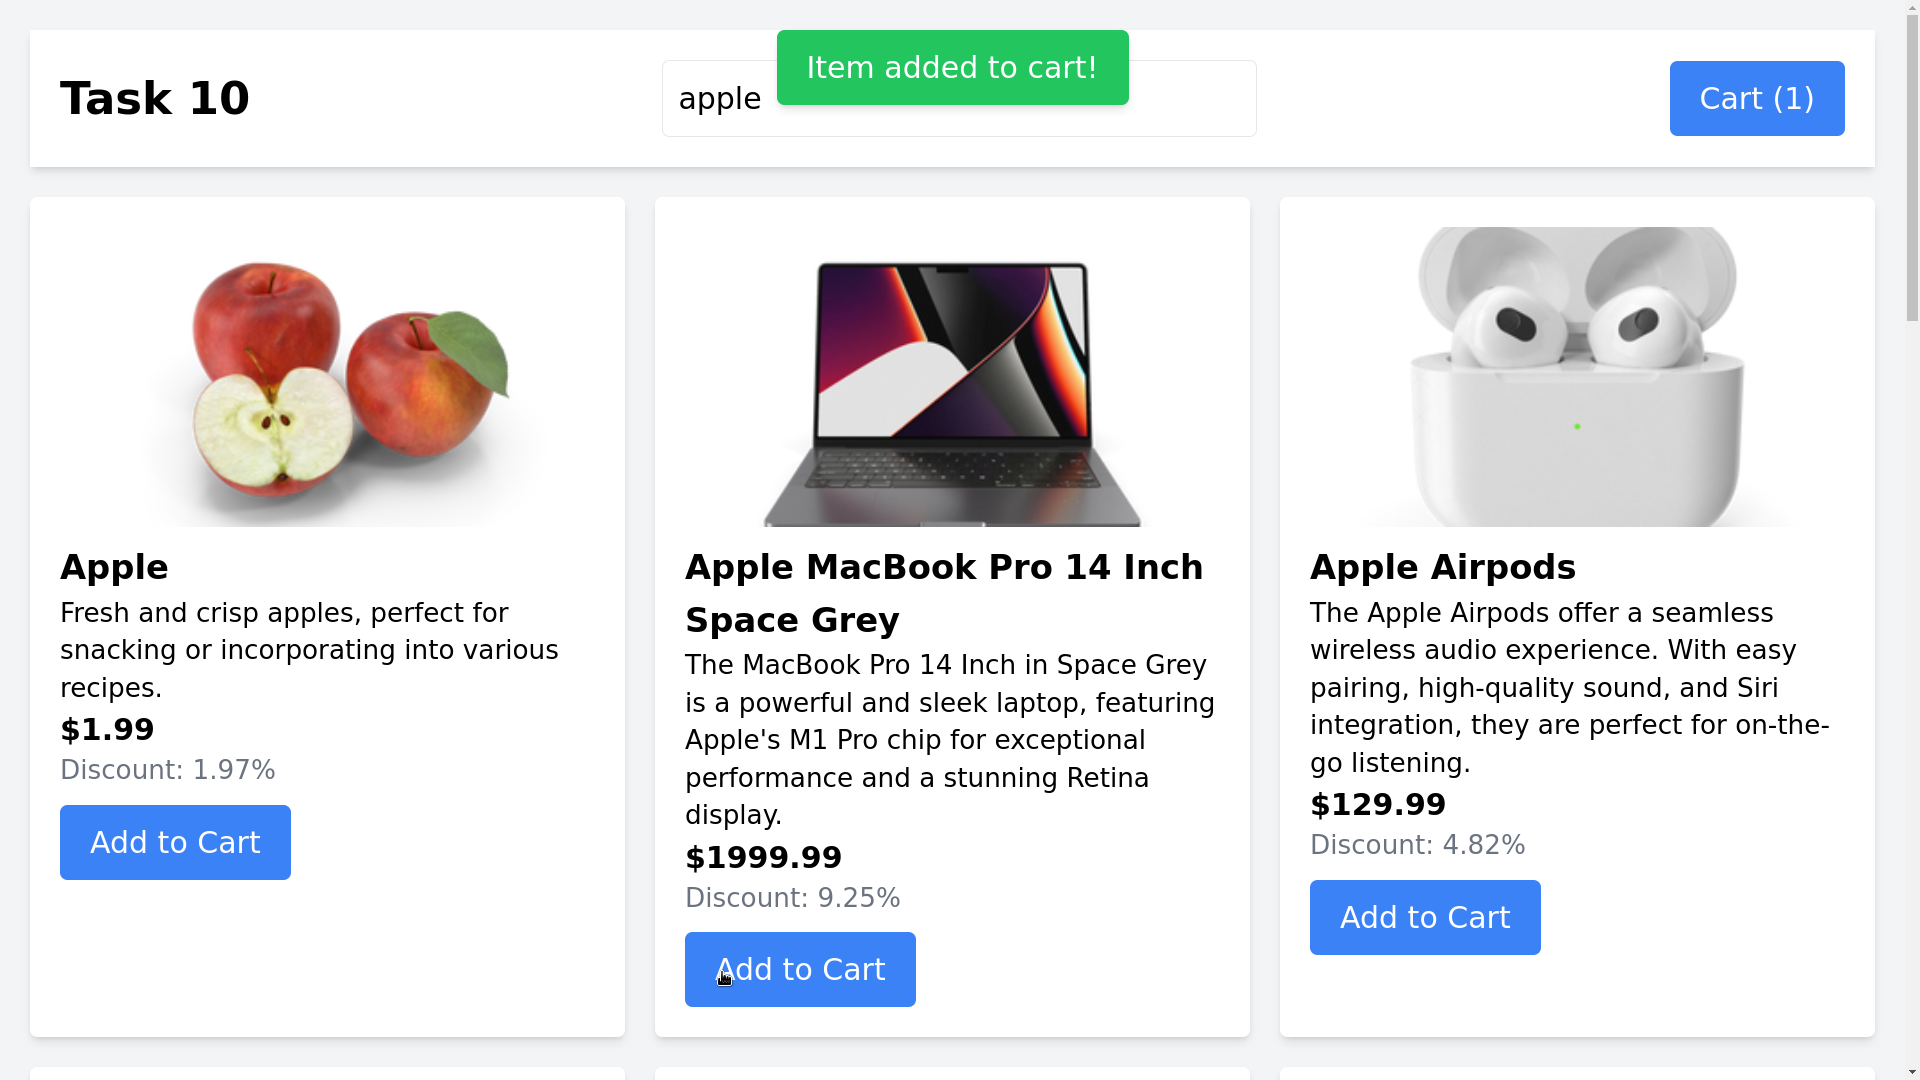 Task 10
apple
Item added to cart!
Cart (1)
Apple
Fresh and crisp apples, perfect for
snacking or incorporating into various
recipes.
$1.99
Discount: 1.97%
Add to Cart
Apple MacBook Pro 14 Inch
Space Grey
The MacBook Pro 14 Inch in Space Grey
is a powerful and sleek laptop, featuring
Apple's M1 Pro chip for exceptional
performance and a stunning Retina
display.
$1999.99
Discount: 9.25%
Add to Cart
Apple Airpods
The Apple Airpods offer a seamless
wireless audio experience. With easy
pairing, high-quality sound, and Siri
integration, they are perfect for on-the-
go listening.
$129.99
Discount: 4.82%
Add to Cart